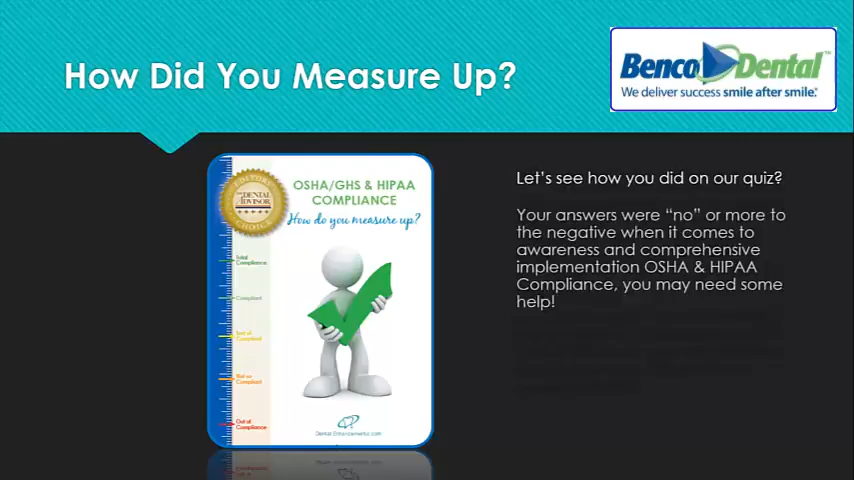 How Did You Measure Up?
Benco Dental™
We deliver success smile after smile.
EDITORS'
THE DENTAL
ADVISOR
CHOICE
OSHA/GHS & HIPAA
COMPLIANCE
How do you measure up?
Total
Compliance
Compliant
Sort of
Compliant
Not so
Compliant
Out of
Compliance
Dental Enhancements.com
Let's see how you did on our quiz?
Your answers were “no” or more to
the negative when it comes to
awareness and comprehensive
implementation OSHA & HIPAA
Compliance, you may need some
help!